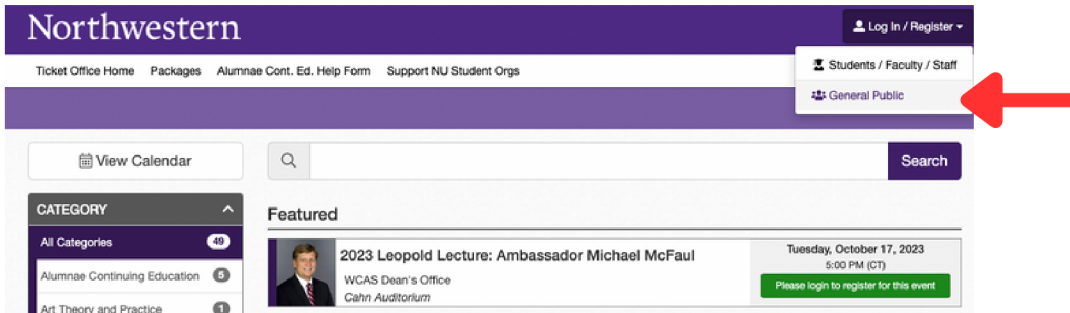 Northwestern
Log In / Register
Students / Faculty / Staff
General Public
Ticket Office Home Packages Alumnae Cont. Ed. Help Form Support NU Student Orgs
View Calendar
Search
CATEGORY
All Categories 49
Alumnae Continuing Education 5
Art Theory and Practice 1
Featured
2023 Leopold Lecture: Ambassador Michael McFaul
WCAS Dean's Office
Cahn Auditorium
Tuesday, October 17, 2023
5:00 PM (CT)
Please login to register for this event